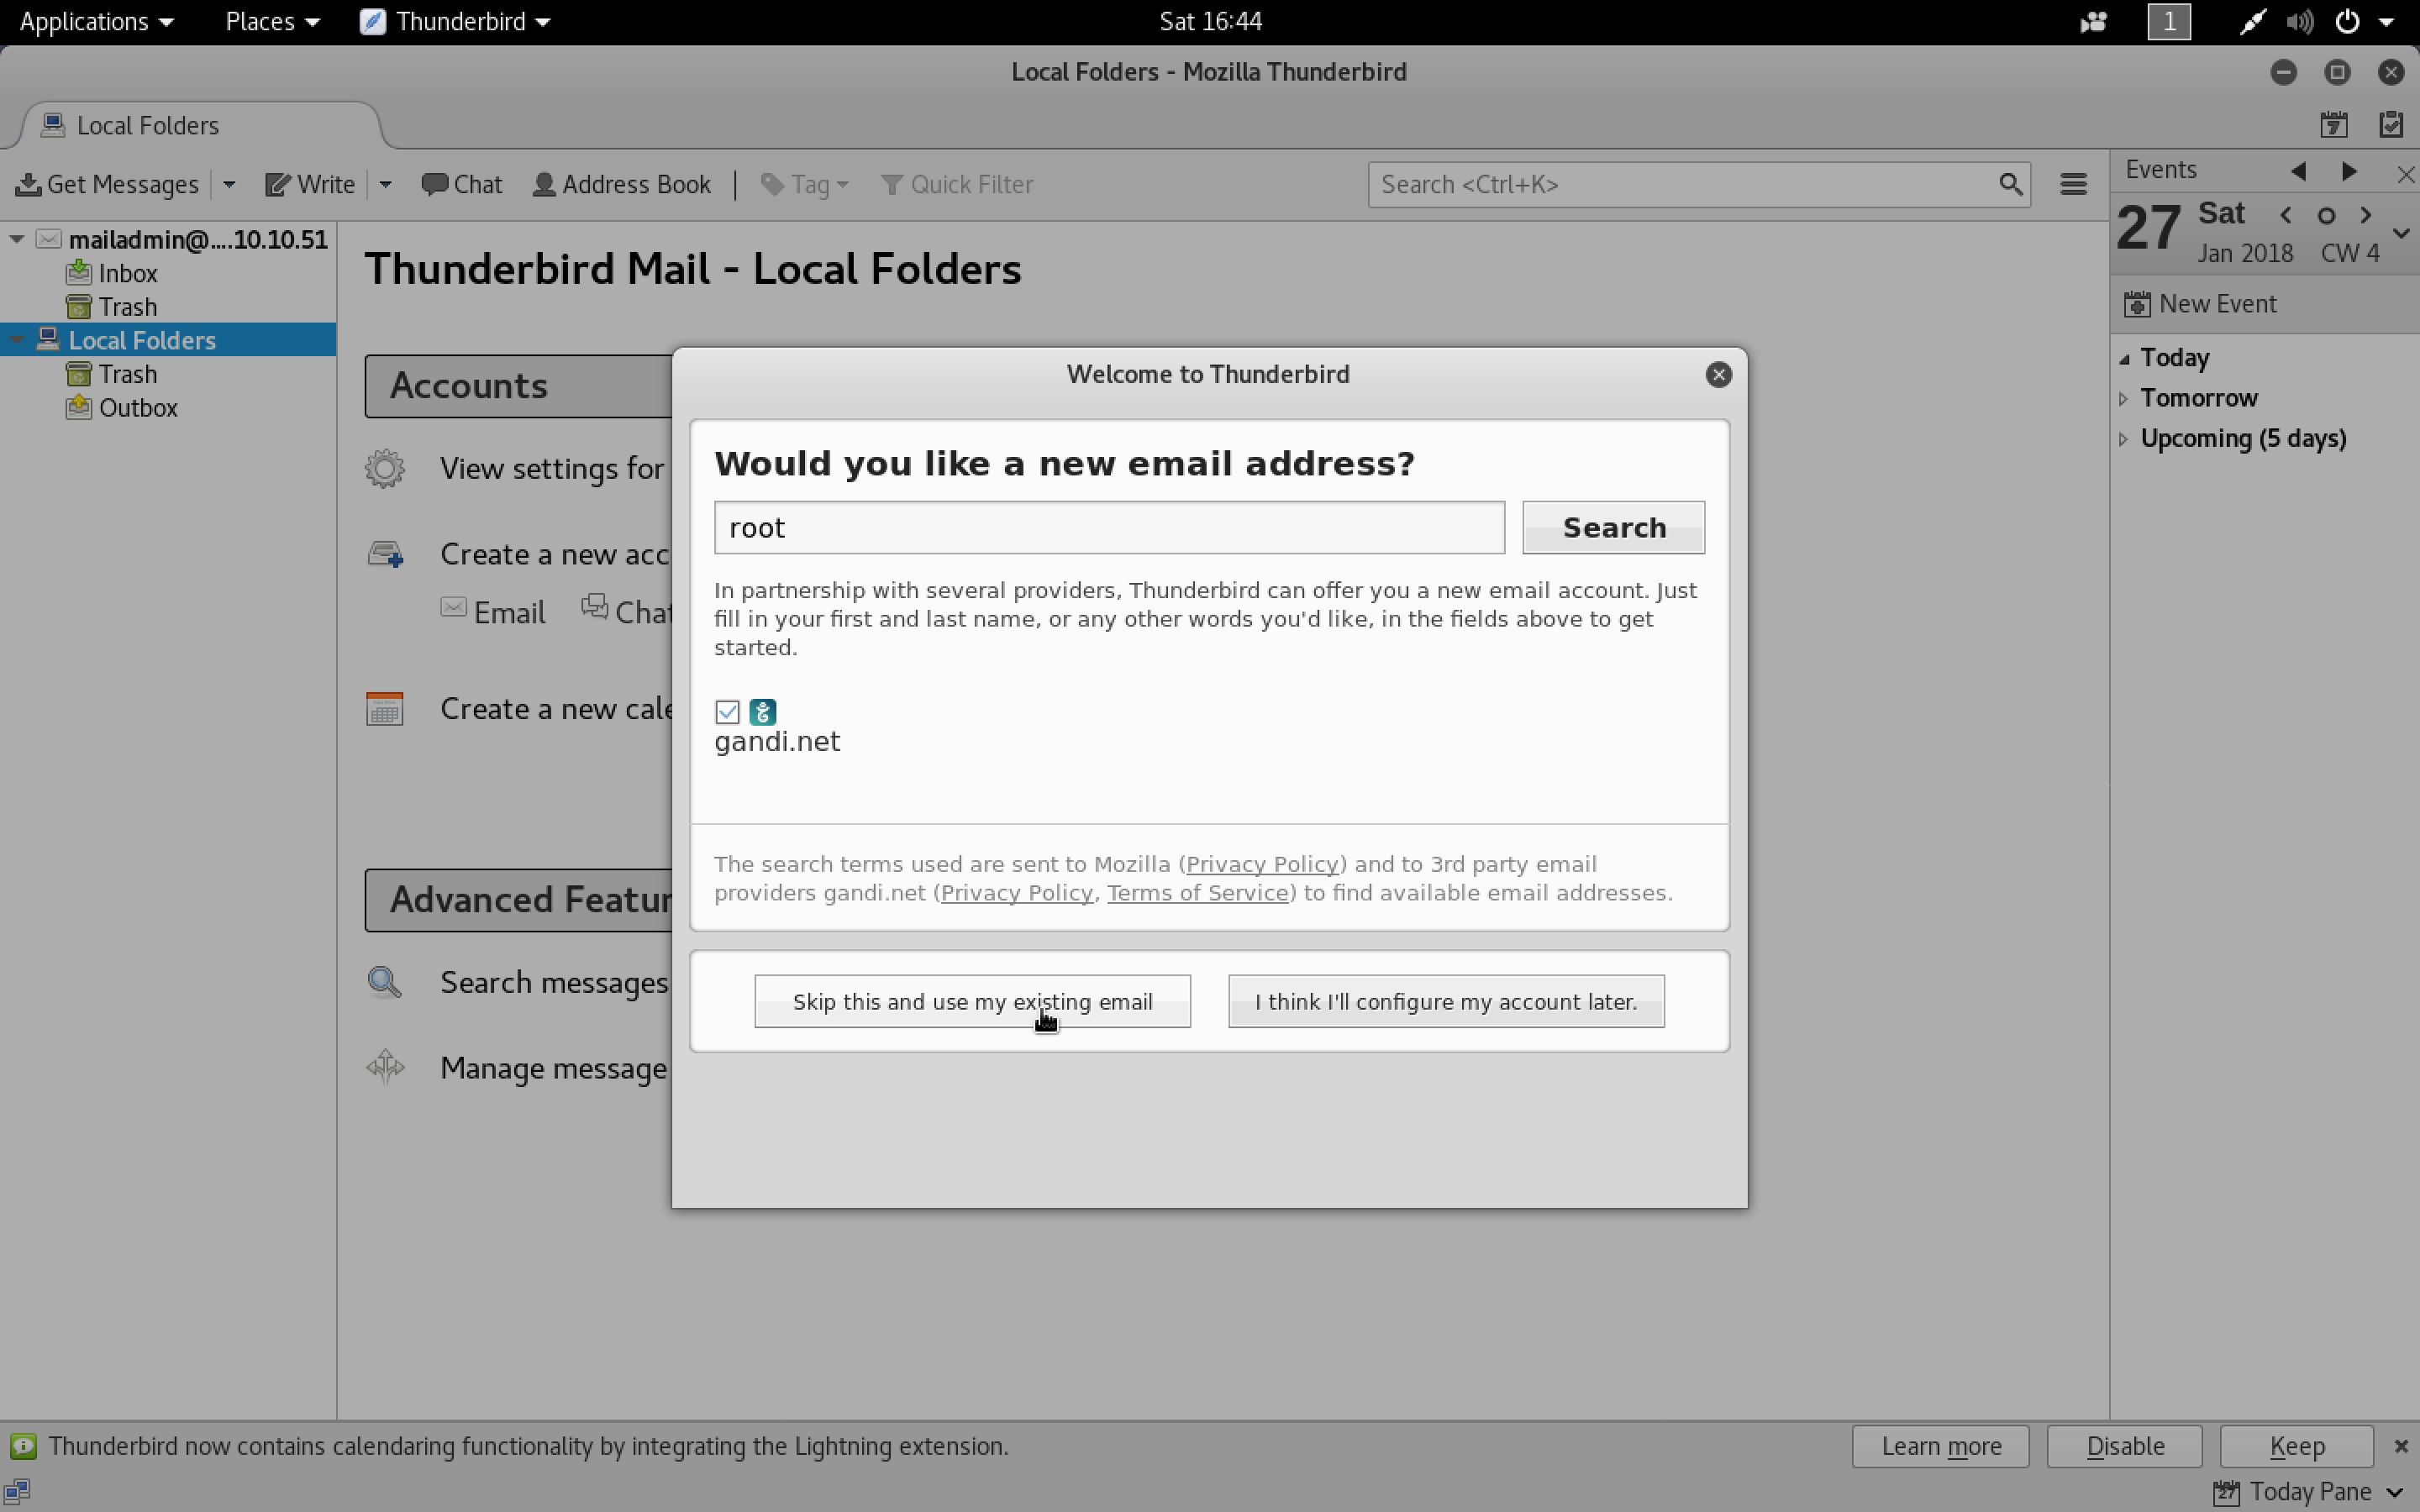 Applications Places Thunderbird Sat 16:44 1
Local Folders - Mozilla Thunderbird
Local Folders 7
Get Messages Write Chat Address Book Tag Quick Filter Search <Ctrl+K>
mailadmin@....10.10.51
Inbox
Trash
Local Folders
Trash
Outbox
Thunderbird Mail - Local Folders
Accounts
View settings for
Create a new acc
Email Chat
Create a new cale
Advanced Featur
Search messages
Manage message
Welcome to Thunderbird
Would you like a new email address?
root Search
In partnership with several providers, Thunderbird can offer you a new email account. Just
fill in your first and last name, or any other words you'd like, in the fields above to get
started.
gandi.net
The search terms used are sent to Mozilla (Privacy Policy) and to 3rd party email
providers gandi.net (Privacy Policy, Terms of Service) to find available email addresses.
Skip this and use my existing email I think I'll configure my account later.
Events
27 Sat
Jan 2018 CW 4
New Event
Today
Tomorrow
Upcoming (5 days)
Thunderbird now contains calendaring functionality by integrating the Lightning extension. Learn more Disable Keep
27 Today Pane